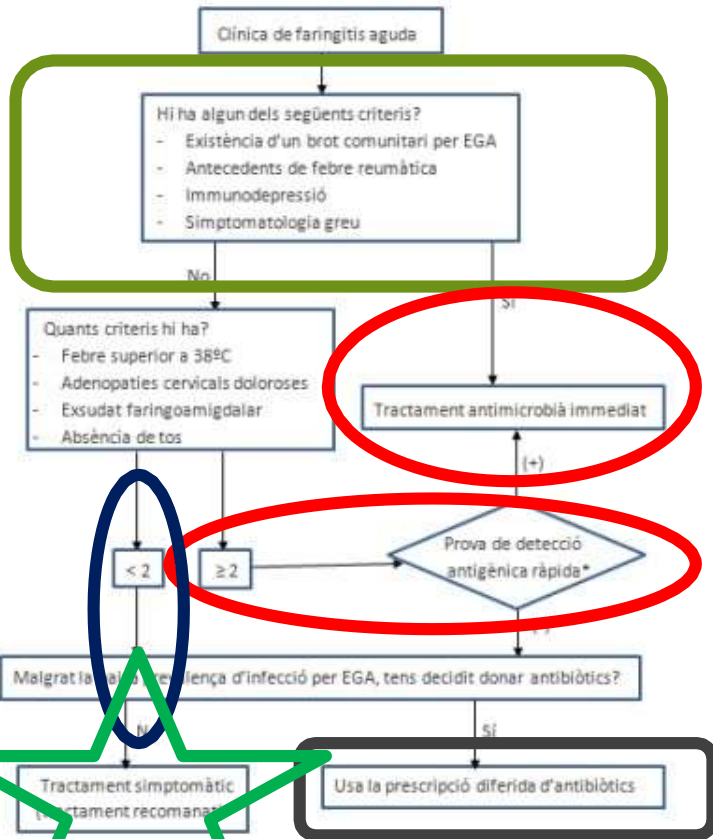 Clínica de faringitis aguda
Hi ha algun dels següents criteris?
- Existència d'un brot comunitari per EGA
- Antecedents de febre reumàtica
- Immunodepressió
- Simptomatologia greu
No
Sí
Quants criteris hi ha?
- Febre superior a 38ºC
- Adenopaties cervicals doloroses
- Exsudat faringoamigdalar
- Absència de tos
Tractament antimicrobià immediat
(+)
Prova de detecció
antigènica ràpida*
< 2
≥ 2
Malgrat la d'infecció per EGA, tens decidit donar antibiòtics?
Sí
Tractament simptomàtic
Usa la prescripció diferida d'antibiòtics